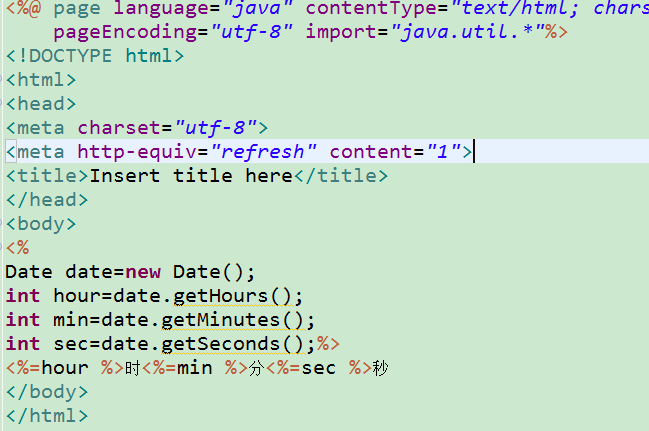 <%@ page language="java" contentType="text/html; chars
    pageEncoding="utf-8" import="java.util.*"%>
<!DOCTYPE html>
<html>
<head>
<meta charset="utf-8">
<meta http-equiv="refresh" content="1">
<title>Insert title here</title>
</head>
<body>
<%
Date date=new Date();
int hour=date.getHours();
int min=date.getMinutes();
int sec=date.getSeconds();%>
<%=hour %>时<%=min %>分<%=sec %>秒
</body>
</html>